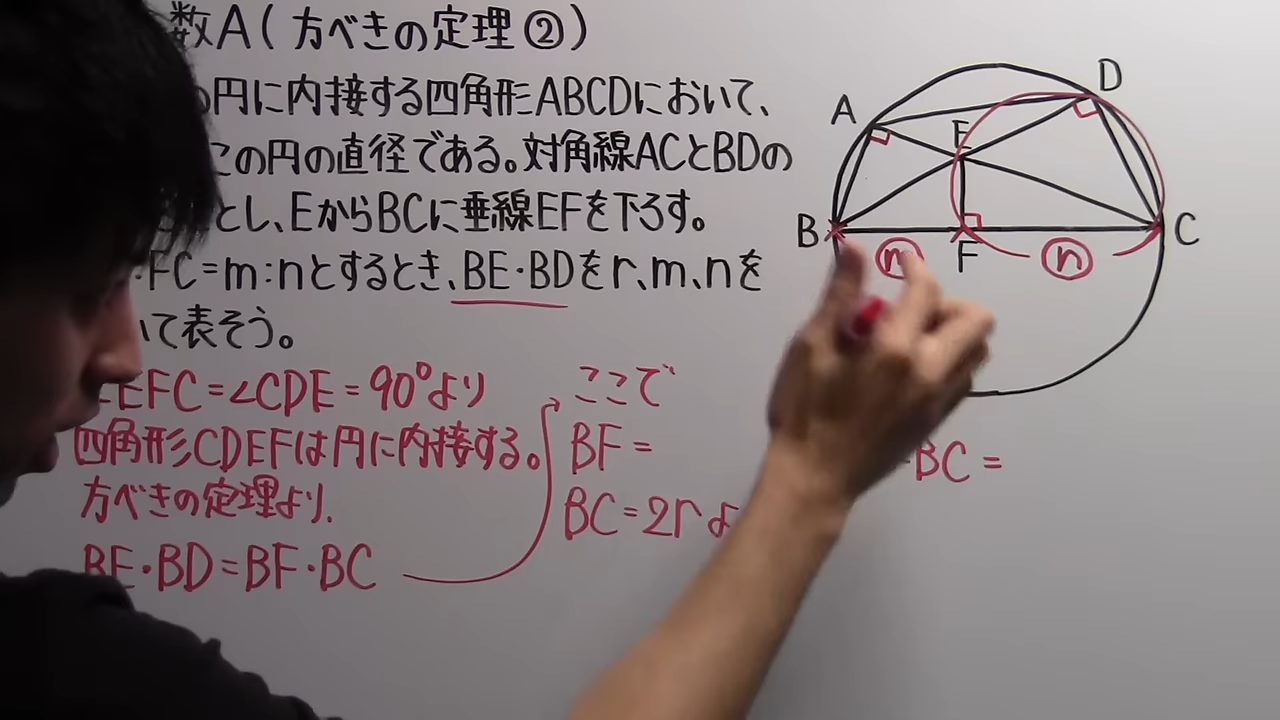 数A(方べきの定理②)
円に内接する四角形ABCDにおいて、
この円の直径である。対角線ACとBDの
とし、EからBCに垂線EFを下ろす。
・FC=m:nとするとき、BE・BDをr、m、nを
いて表そう。
EFC=∠CDE=90°より
四角形CDEFは円に内接する。
方べきの定理より、
BE・BD=BF・BC
ここで
BF=
BC=2rよ
BC=
A
D
E
B
F
C
m
n